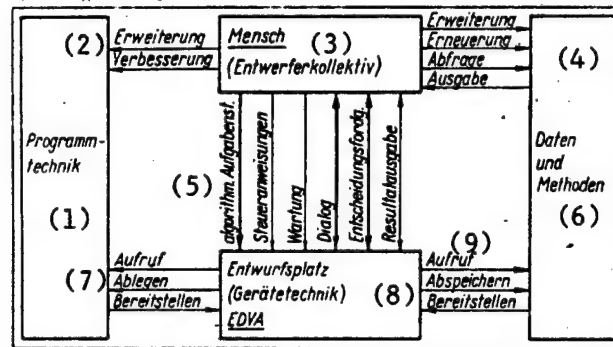 (2)
Erweiterung
Verbesserung
Mensch (3)
(Entwerferkollektiv)
Erweiterung
Erneuerung
Abfrage
Ausgabe
(4)
Programm-
technik
(1)
(5)
algorithm. Aufgabenst.
Steueranweisungen
Wartung
Dialog
Entscheidungsfordg.
Resultatausgabe
Daten
und
Methoden
(6)
(7)
Aufruf
Ablegen
Bereitstellen
Entwurfsplatz
(Gerätetechnik) (8)
EDVA
(9)
Aufruf
Abspeichern
Bereitstellen